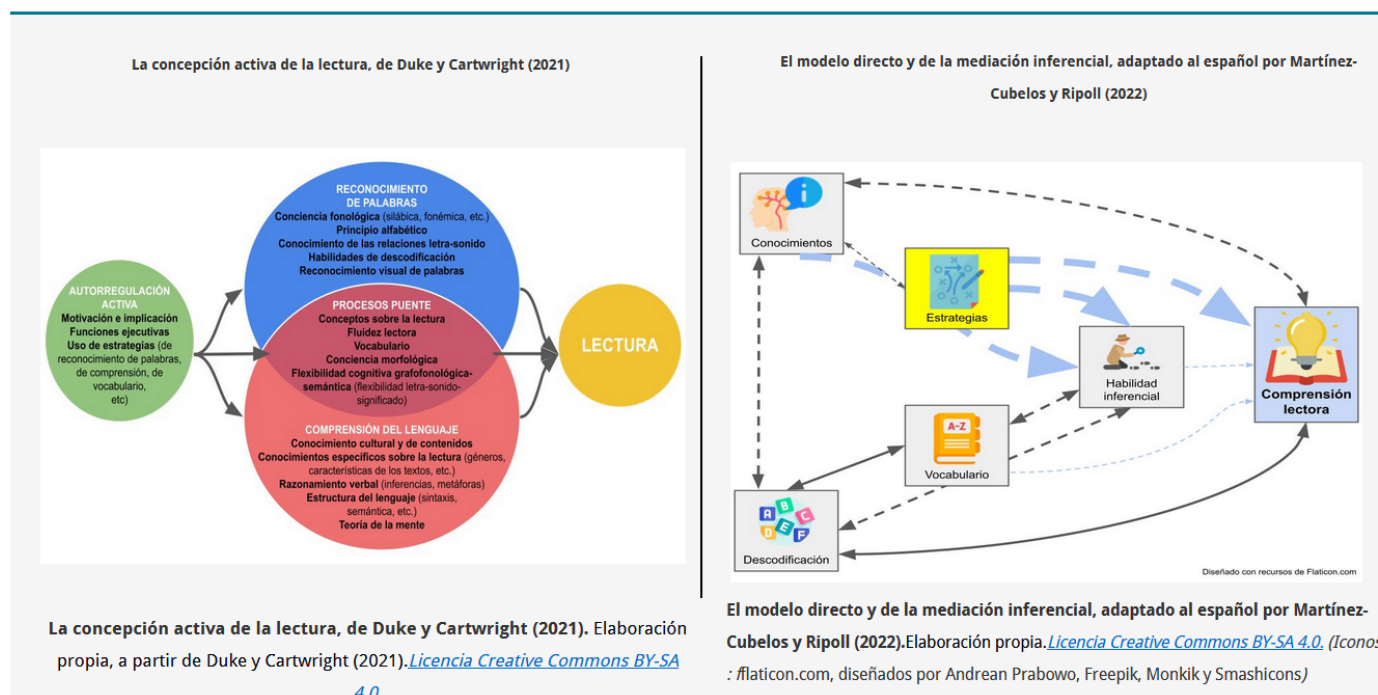 La concepción activa de la lectura, de Duke y Cartwright (2021)
AUTORREGULACIÓN
ACTIVA
Motivación e implicación
Funciones ejecutivas
Uso de estrategias (de
reconocimiento de palabras,
de comprensión, de
vocabulario,
etc)
RECONOCIMIENTO
DE PALABRAS
Conciencia fonológica (silábica, fonémica, etc.)
Principio alfabético
Conocimiento de las relaciones letra-sonido
Habilidades de descodificación
Reconocimiento visual de palabras
PROCESOS PUENTE
Conceptos sobre la lectura
Fluidez lectora
Vocabulario
Conciencia morfológica
Flexibilidad cognitiva grafofonológica-
semántica (flexibilidad letra-sonido-
significado)
COMPRENSIÓN DEL LENGUAJE
Conocimiento cultural y de contenidos
Conocimientos específicos sobre la lectura (géneros,
características de los textos, etc.)
Razonamiento verbal (inferencias, metáforas)
Estructura del lenguaje (sintaxis,
semántica, etc.)
Teoría de la mente
LECTURA
La concepción activa de la lectura, de Duke y Cartwright (2021). Elaboración
propia, a partir de Duke y Cartwright (2021).Licencia Creative Commons BY-SA
4.0
El modelo directo y de la mediación inferencial, adaptado al español por Martínez-
Cubelos y Ripoll (2022)
Conocimientos
Estrategias
Habilidad
inferencial
A-Z
Vocabulario
A B C
D E F
Descodificación
Comprensión
lectora
Diseñado con recursos de Flaticon.com
El modelo directo y de la mediación inferencial, adaptado al español por Martínez-
Cubelos y Ripoll (2022).Elaboración propia.Licencia Creative Commons BY-SA 4.0. (Iconos
: flaticon.com, diseñados por Andrean Prabowo, Freepik, Monkik y Smashicons)